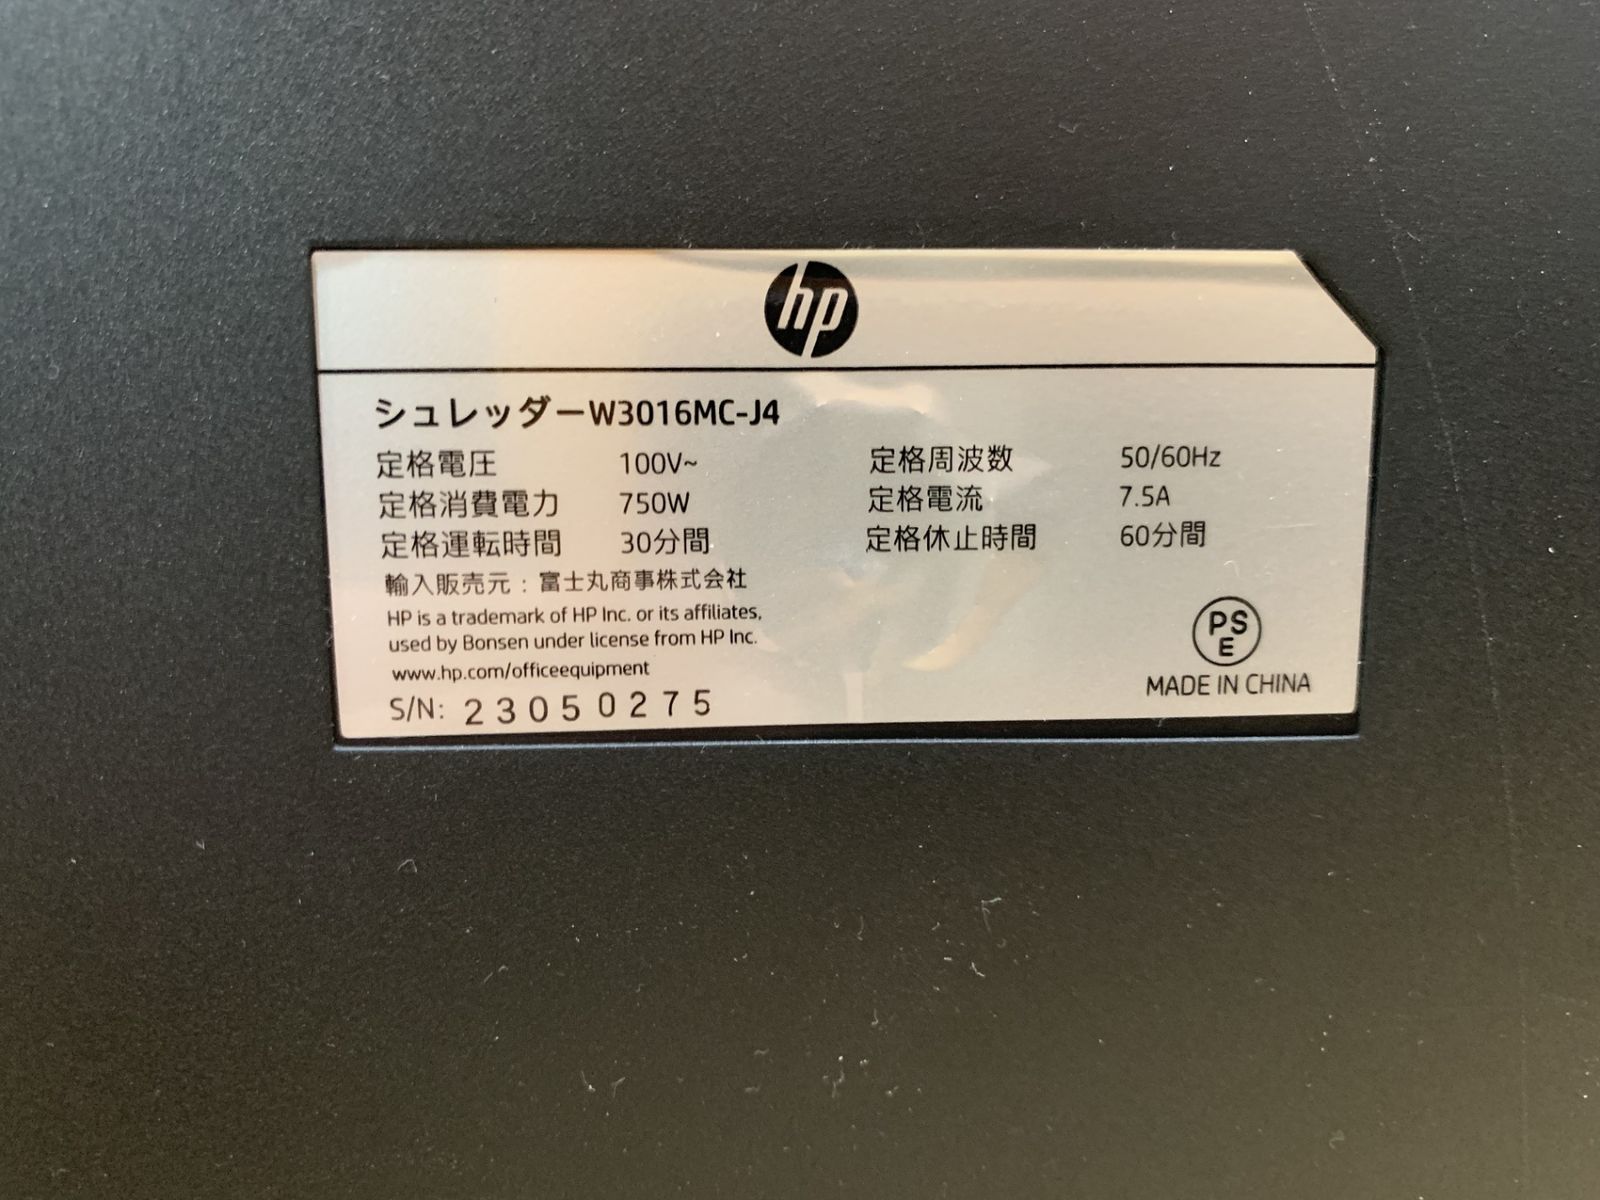 hp
シュレッダーW3016MC-J4
定格電圧 100V~ 定格周波数 50/60Hz
定格消費電力 750W 定格電流 7.5A
定格運転時間 30分間 定格休止時間 60分間
輸入販売元：富士丸商事株式会社
HP is a trademark of HP Inc. or its affiliates,
used by Bonsen under license from HP Inc.
www.hp.com/officeequipment
S/N: 23050275
PS
E
MADE IN CHINA